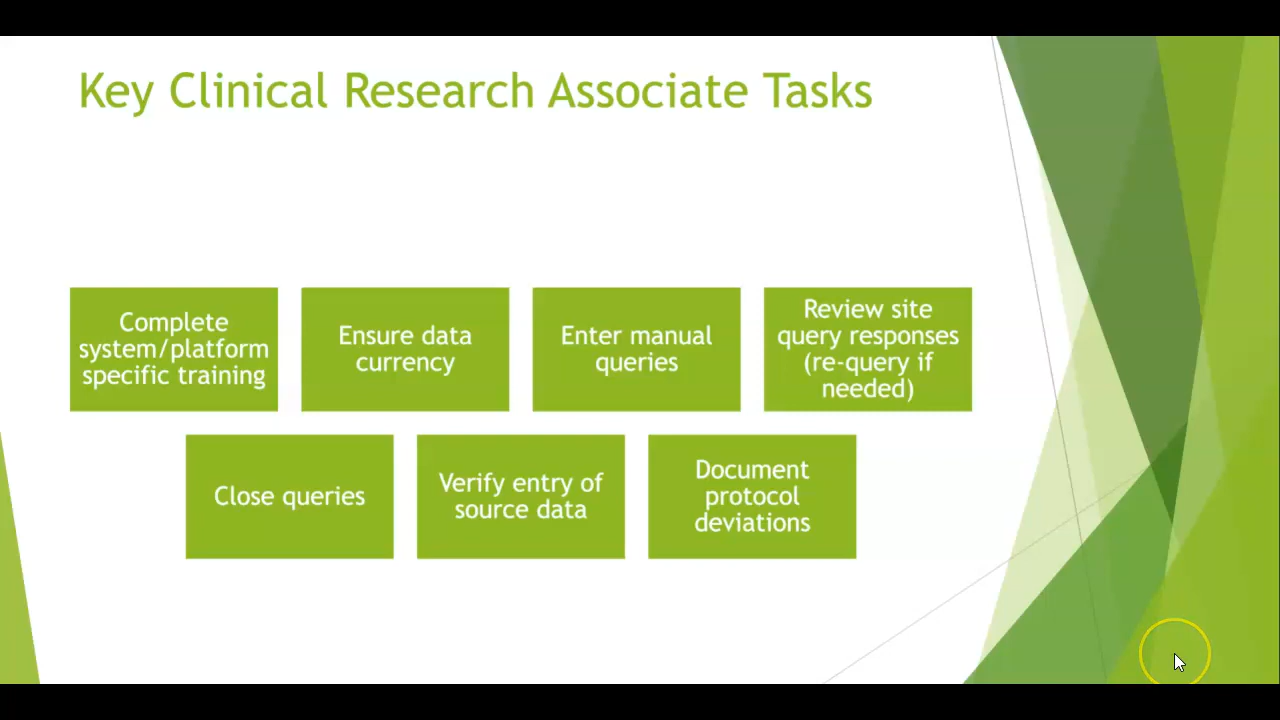 Key Clinical Research Associate Tasks
Complete
system/platform
specific training
Ensure data
currency
Enter manual
queries
Review site
query responses
(re-query if
needed)
Close queries
Verify entry of
source data
Document
protocol
deviations